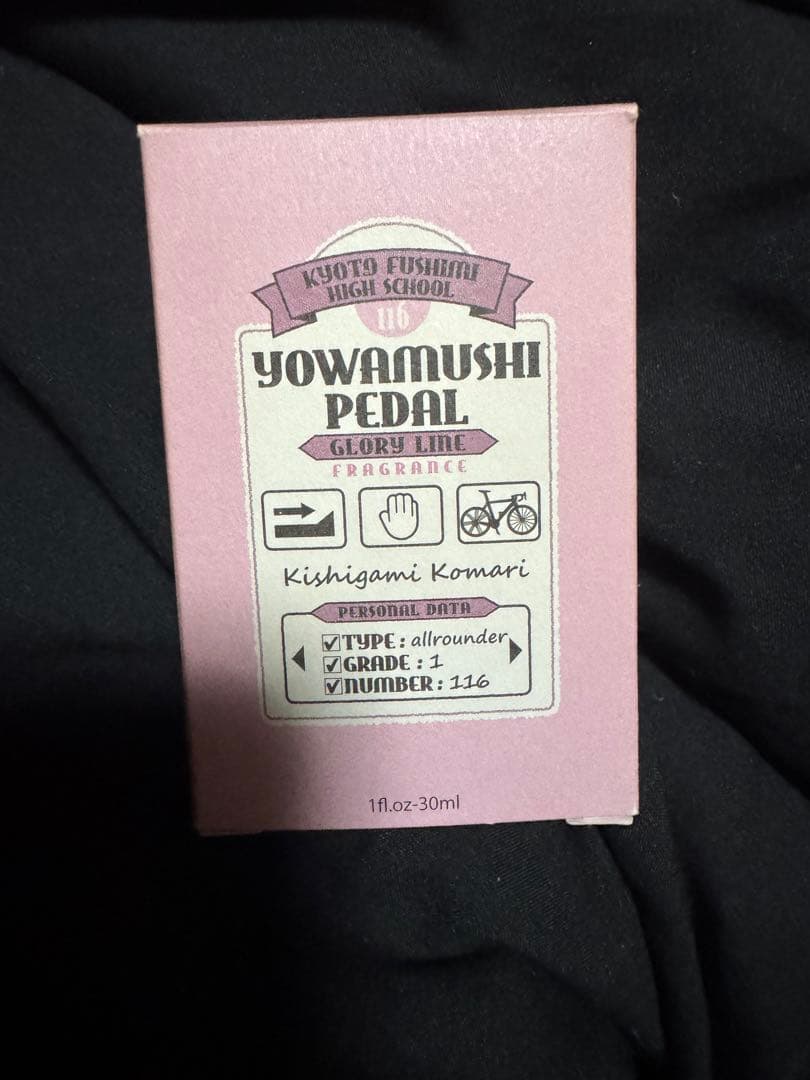 KYOTO FUSHIMI
HIGH SCHOOL
116
YOWAMUSHI
PEDAL
GLORY LINE
FRAGRANCE
Kishigami Komari
PERSONAL DATA
TYPE : allrounder
GRADE : 1
NUMBER : 116
1fl.oz-30ml